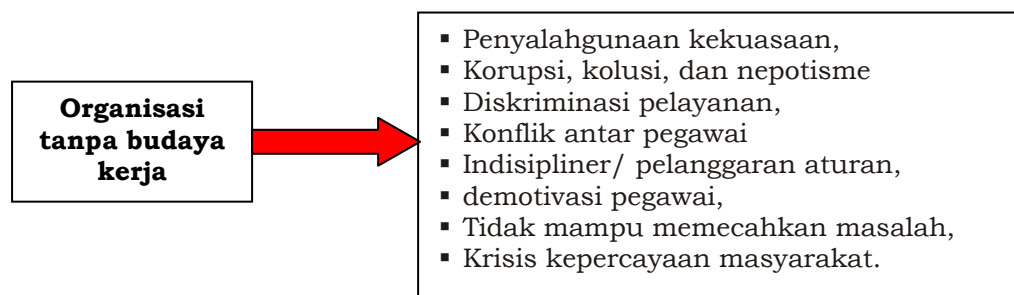 Organisasi
tanpa budaya
kerja
▪ Penyalahgunaan kekuasaan,
▪ Korupsi, kolusi, dan nepotisme
▪ Diskriminasi pelayanan,
▪ Konflik antar pegawai
▪ Indisipliner/ pelanggaran aturan,
▪ demotivasi pegawai,
▪ Tidak mampu memecahkan masalah,
▪ Krisis kepercayaan masyarakat.